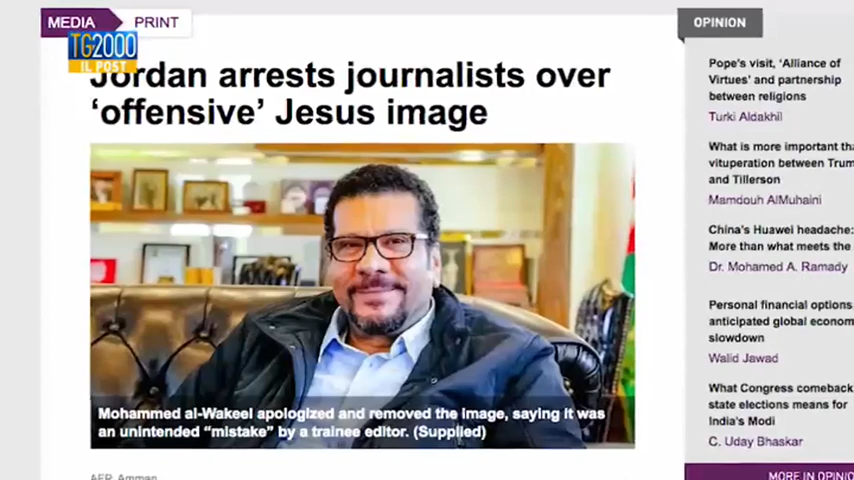 MEDIA PRINT
TG2000
IL POST
Jordan arrests journalists over
‘offensive’ Jesus image
Mohammed al-Wakeel apologized and removed the image, saying it was
an unintended “mistake” by a trainee editor. (Supplied)
AFP, Amman
OPINION
Pope's visit, ‘Alliance of
Virtues’ and partnership
between religions
Turki Aldakhil
What is more important tha
vituperation between Trum
and Tillerson
Mamdouh AlMuhaini
China's Huawei headache:
More than what meets the
Dr. Mohamed A. Ramady
Personal financial options
anticipated global econom
slowdown
Walid Jawad
What Congress comeback
state elections means for
India's Modi
C. Uday Bhaskar
MORE IN OPINIO